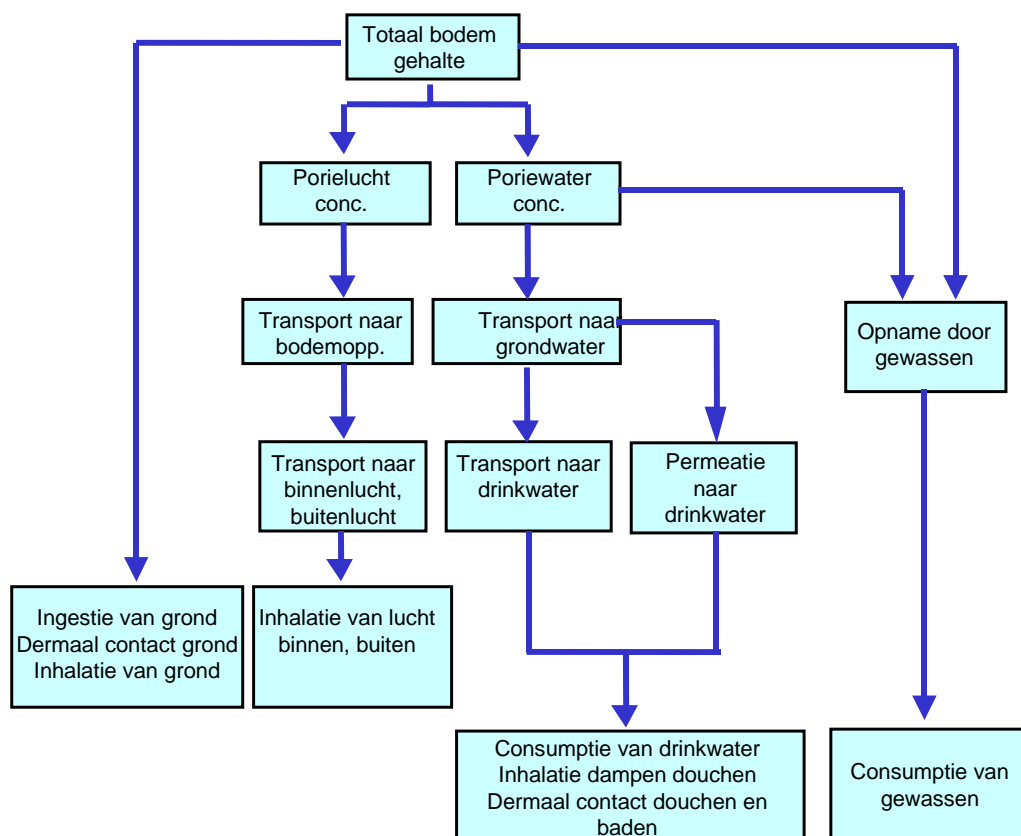 Totaal bodem
gehalte
Porielucht
conc.
Poriewater
conc.
Transport naar
bodemopp.
Transport naar
grondwater
Opname door
gewassen
Transport naar
binnenlucht,
buitenlucht
Transport naar
drinkwater
Permeatie
naar
drinkwater
Ingestie van grond
Dermaal contact grond
Inhalatie van grond
Inhalatie van lucht
binnen, buiten
Consumptie van drinkwater
Inhalatie dampen douchen
Dermaal contact douchen en
baden
Consumptie van
gewassen